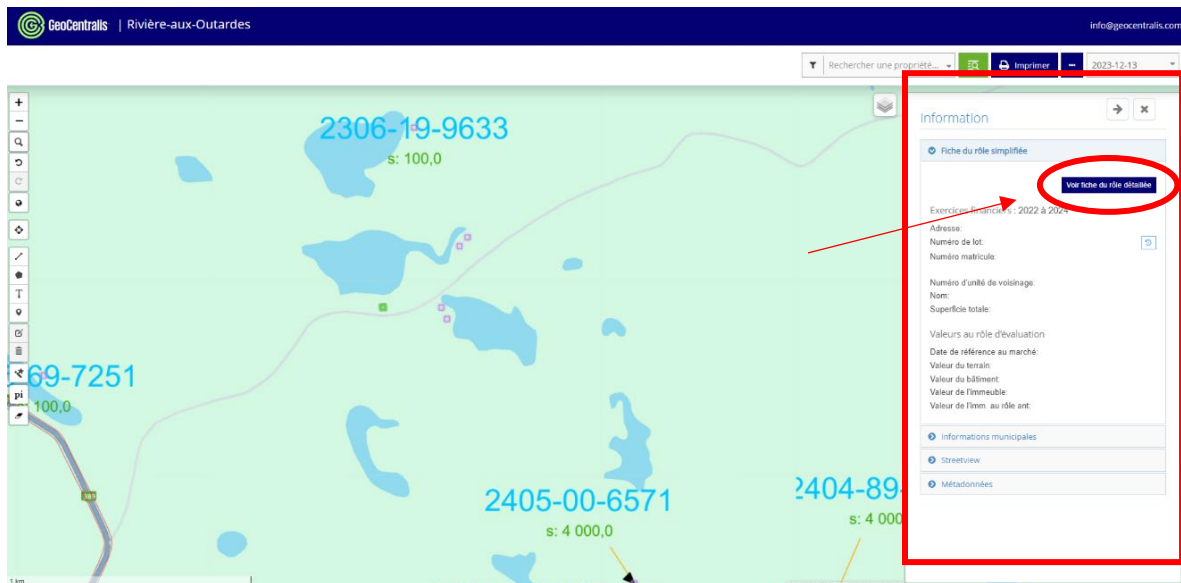 GeoCentralis | Rivière-aux-Outardes
info@geocentralis.com
Rechercher une propriété...
Imprimer
2023-12-13
2306-19-9633
s: 100,0
69-7251
100,0
389
2405-00-6571
s: 4 000,0
2404-89-
s: 4 000
1 km
T
pi
Information
Fiche du rôle simplifiée
Voir fiche du rôle détaillée
Exercices financiers : 2022 à 2024
Adresse:
Numéro de lot:
Numéro matricule:
Numéro d'unité de voisinage:
Nom:
Superficie totale:
Valeurs au rôle d'évaluation
Date de référence au marché:
Valeur du terrain:
Valeur du bâtiment:
Valeur de l'immeuble:
Valeur de l'imm. au rôle ant:
Informations municipales
Streetview
Métadonnées